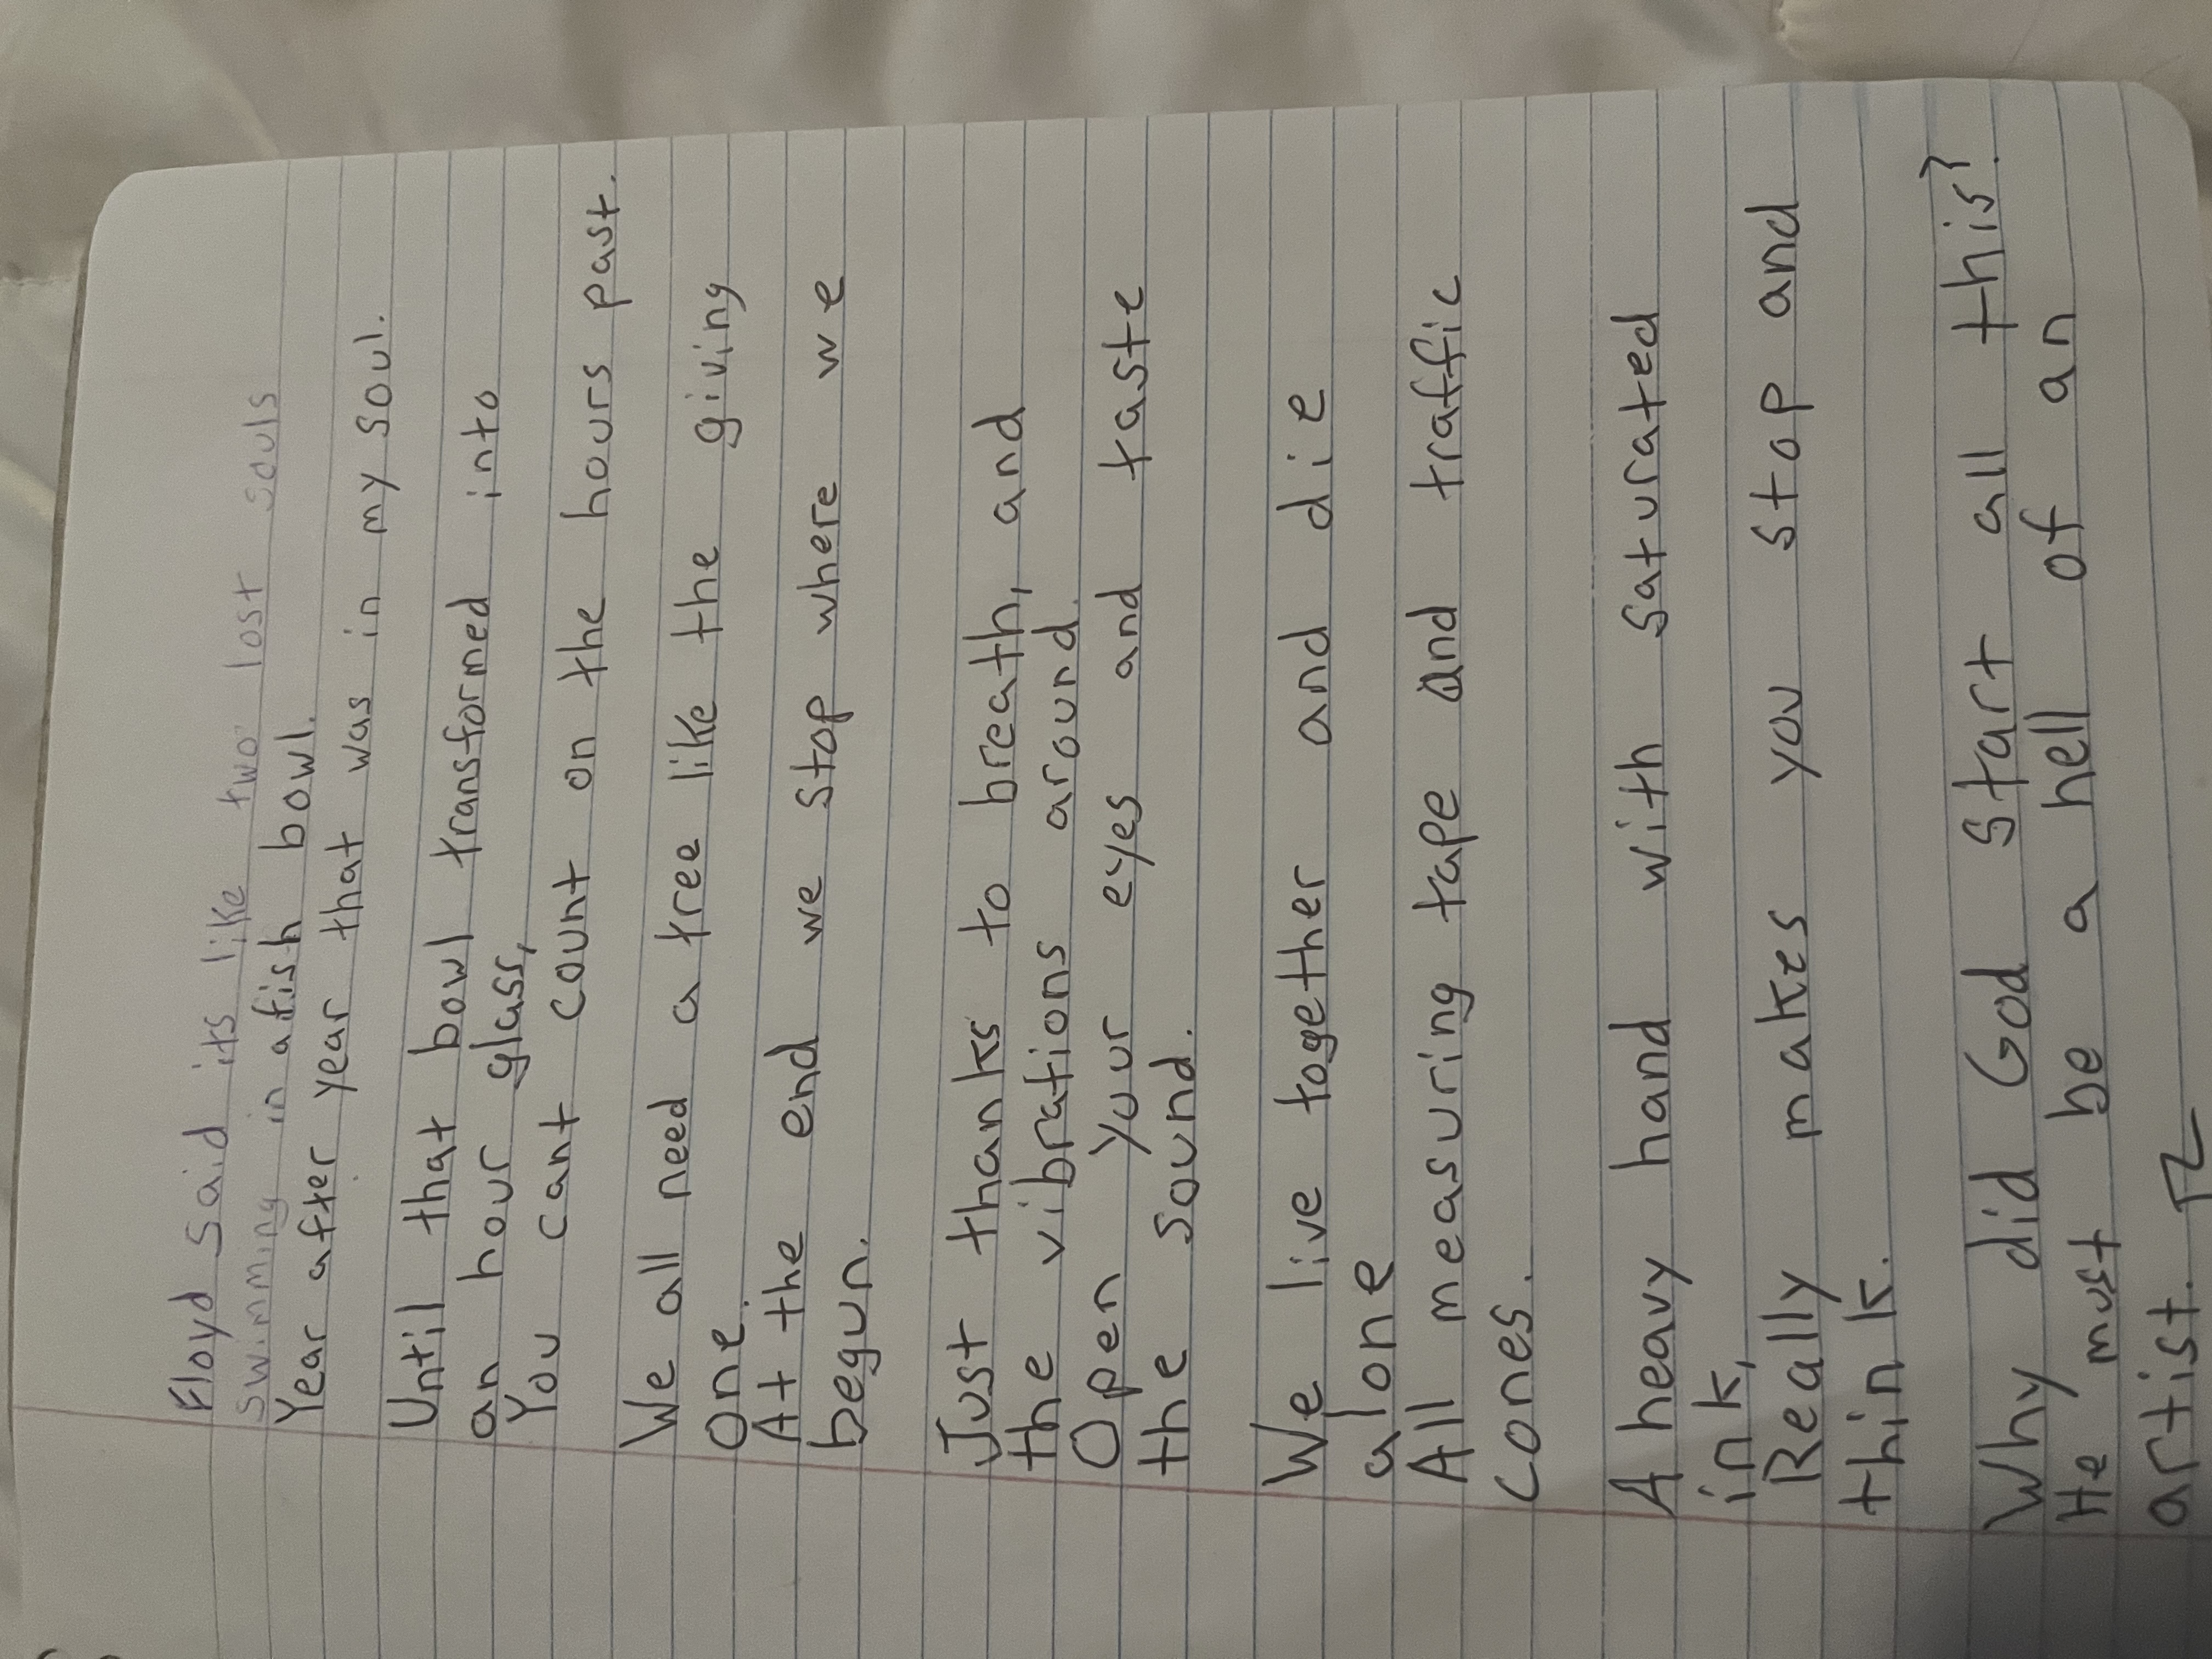 Floyd said its like two lost souls
swimming in a fish bowl.
Year after year that was in my soul.
Until that bowl transformed into
an hour glass,
You cant count on the hours past.
We all need a tree like the giving
one.
At the end we stop where we
begun.
Just thanks to breath, and
the vibrations around.
Open your eyes and taste
the sound.
We live together and die
alone
All measuring tape and traffic
cones.
A heavy hand with saturated
ink,
Really makes you stop and
think.
Why did God start all this?
He must be a hell of an
artist.